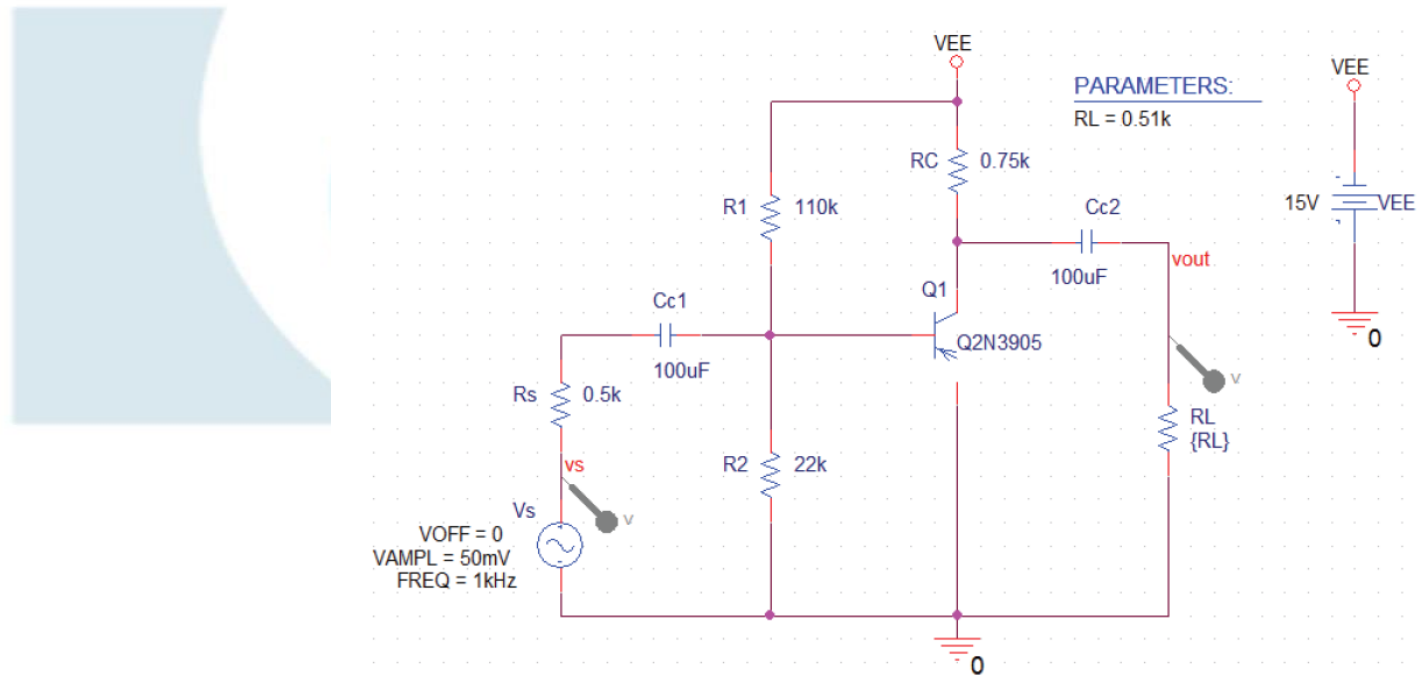 VEE
PARAMETERS:
RL = 0.51k
VEE
RC 0.75k
R1 110k
15V VEE
Cc2
100uF
vout
Q1
Q2N3905
Cc1
100uF
0
V
Rs 0.5k
RL
{RL}
R2 22k
vs
V
Vs
VOFF = 0
VAMPL = 50mV
FREQ = 1kHz
0